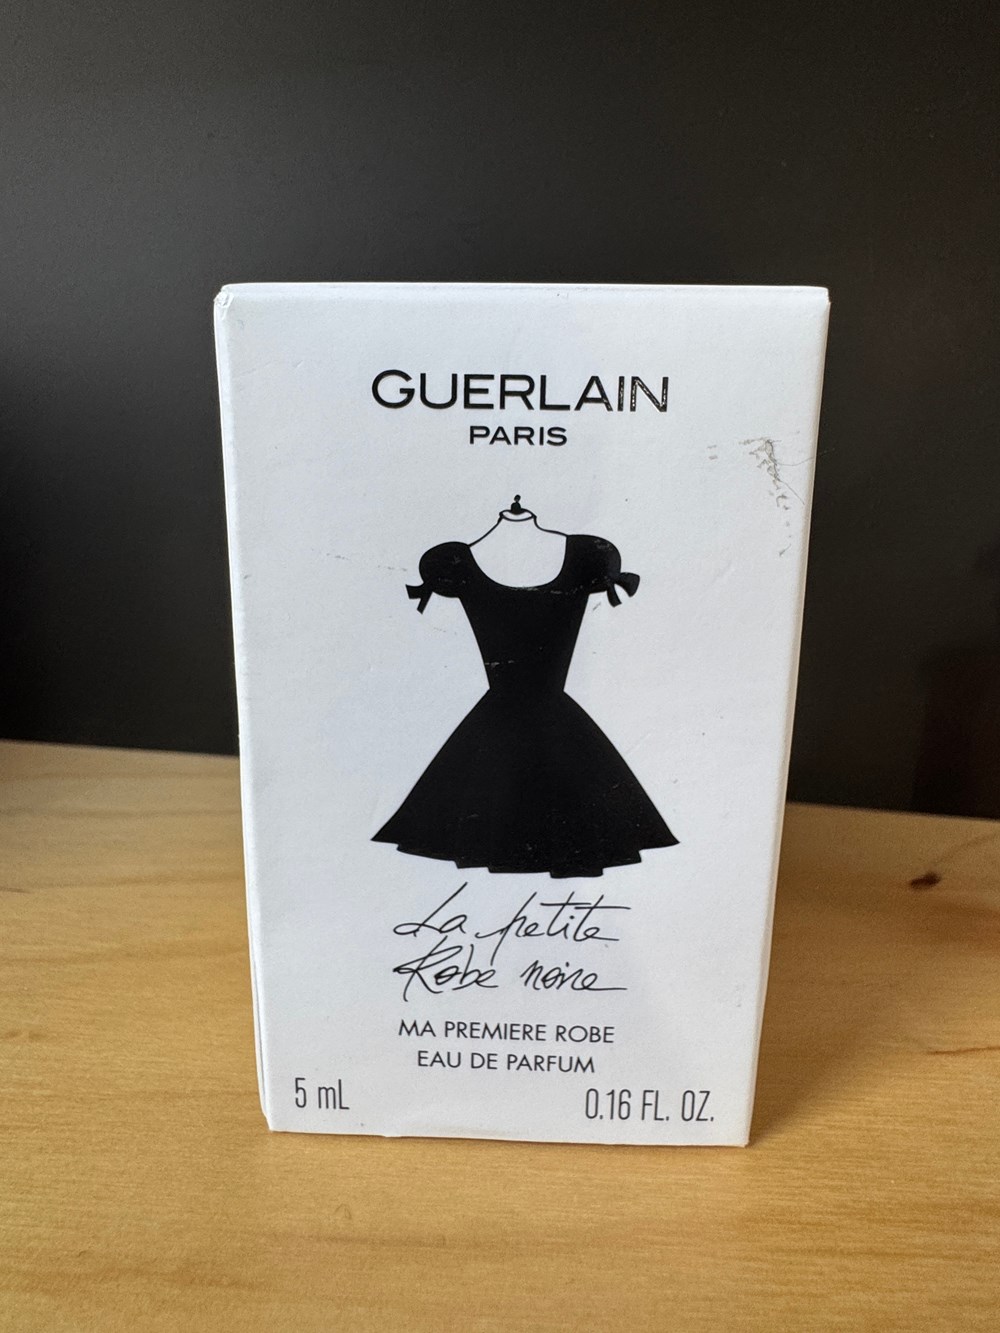 GUERLAIN
PARIS
La petite
Robe noire
MA PREMIERE ROBE
EAU DE PARFUM
5 mL
0.16 FL. OZ.